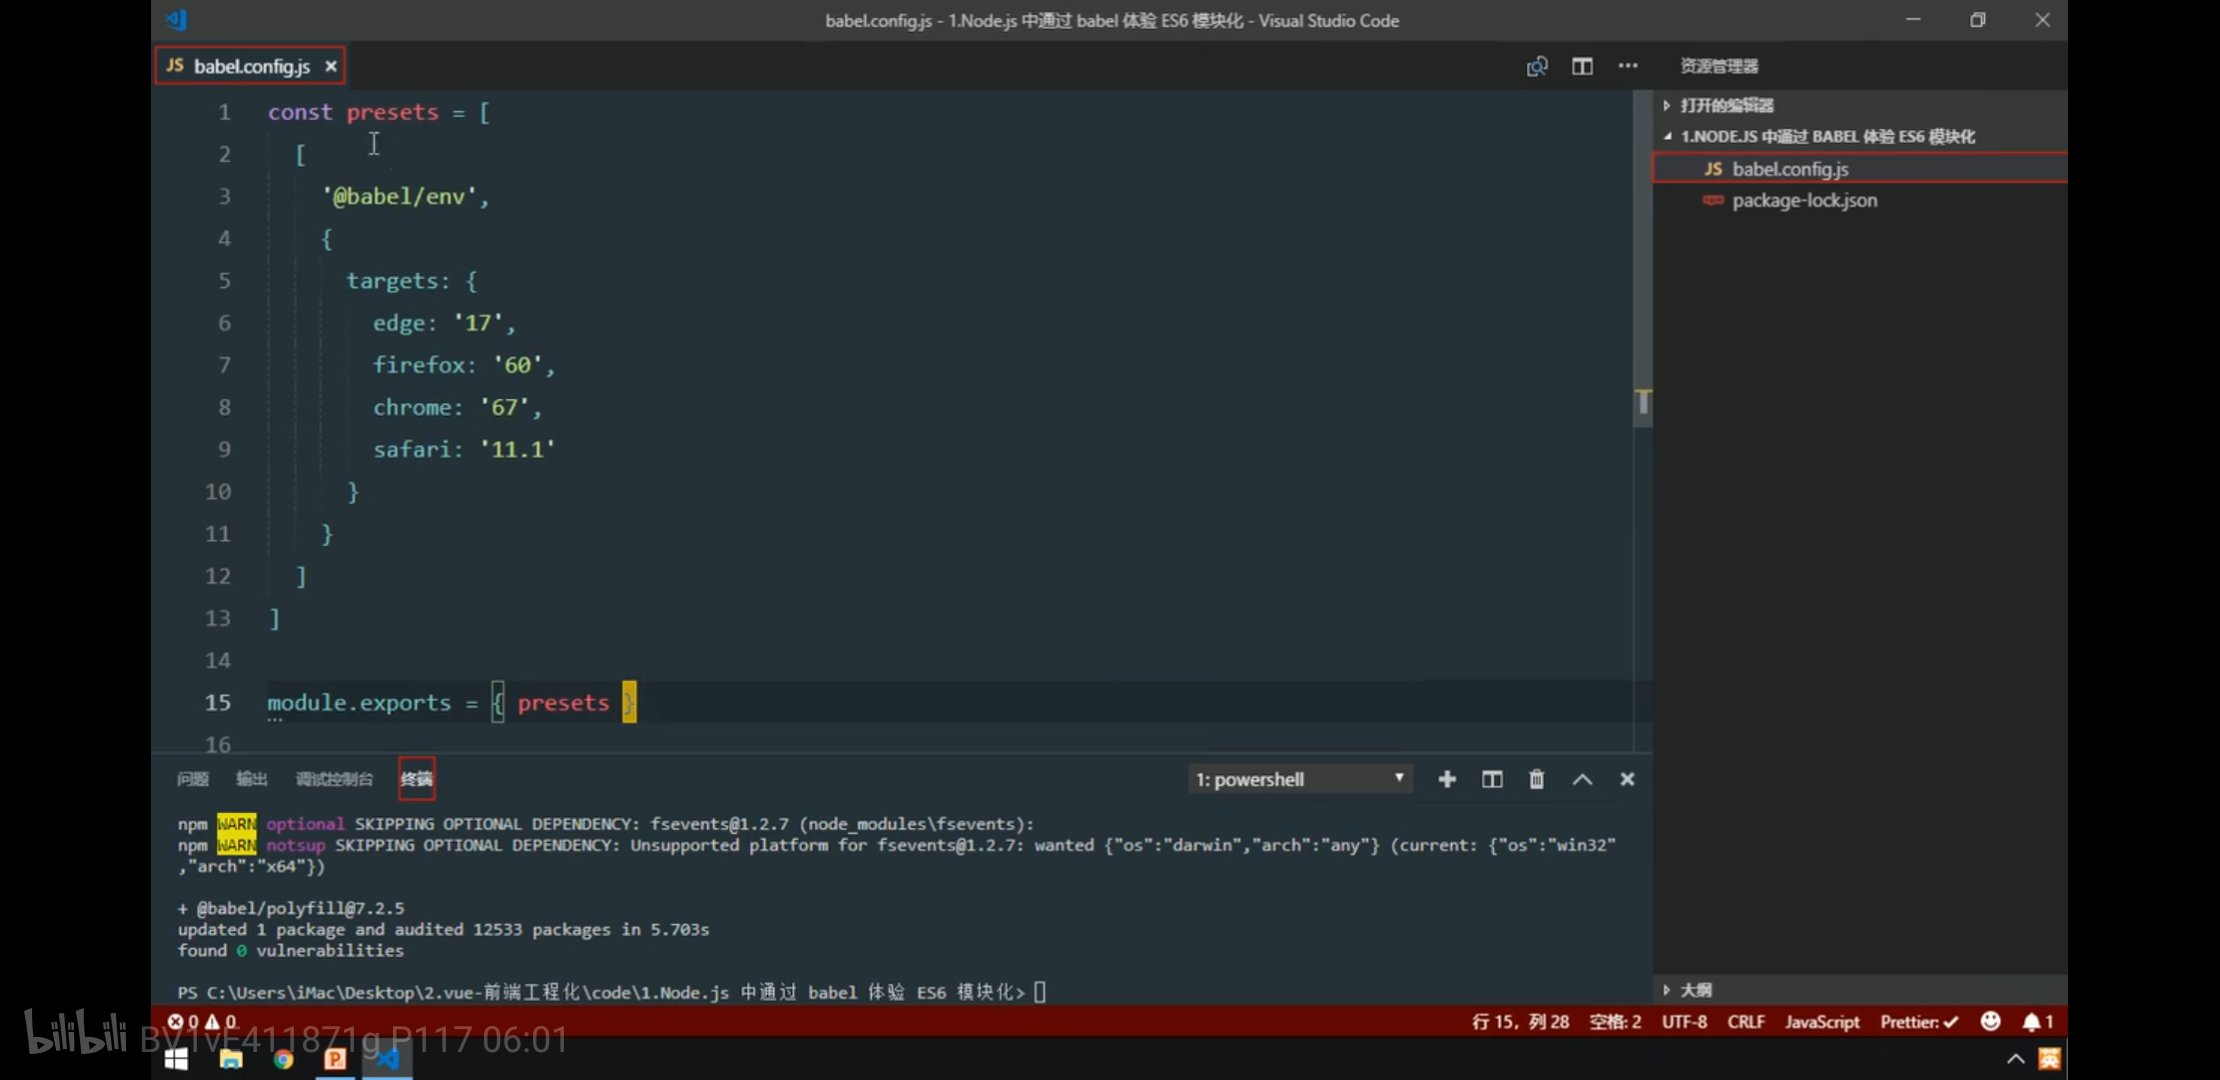 babel.config.js - 1.Node.js 中通过 babel 体验 ES6 模块化 - Visual Studio Code
JS babel.config.js ×
资源管理器
打开的编辑器
1.NODE.JS 中通过 BABEL 体验 ES6 模块化
JS babel.config.js
package-lock.json
1 const presets = [
2 [
3 '@babel/env',
4 {
5 targets: {
6 edge: '17',
7 firefox: '60',
8 chrome: '67',
9 safari: '11.1'
10 }
11 }
12 ]
13 ]
14
15 module.exports = { presets }
16
问题 输出 调试控制台 终端
1: powershell
npm WARN optional SKIPPING OPTIONAL DEPENDENCY: fsevents@1.2.7 (node_modules\fsevents):
npm WARN notsup SKIPPING OPTIONAL DEPENDENCY: Unsupported platform for fsevents@1.2.7: wanted {"os":"darwin","arch":"any"} (current: {"os":"win32"
,"arch":"x64"})
+ @babel/polyfill@7.2.5
updated 1 package and audited 12533 packages in 5.703s
found 0 vulnerabilities
PS C:\Users\iMac\Desktop\2.vue-前端工程化\code\1.Node.js 中通过 babel 体验 ES6 模块化>
大纲
0 0
行 15，列 28 空格: 2 UTF-8 CRLF JavaScript Prettier: ✓ 1
bilibili BV1vE411871g P117 06:01
英